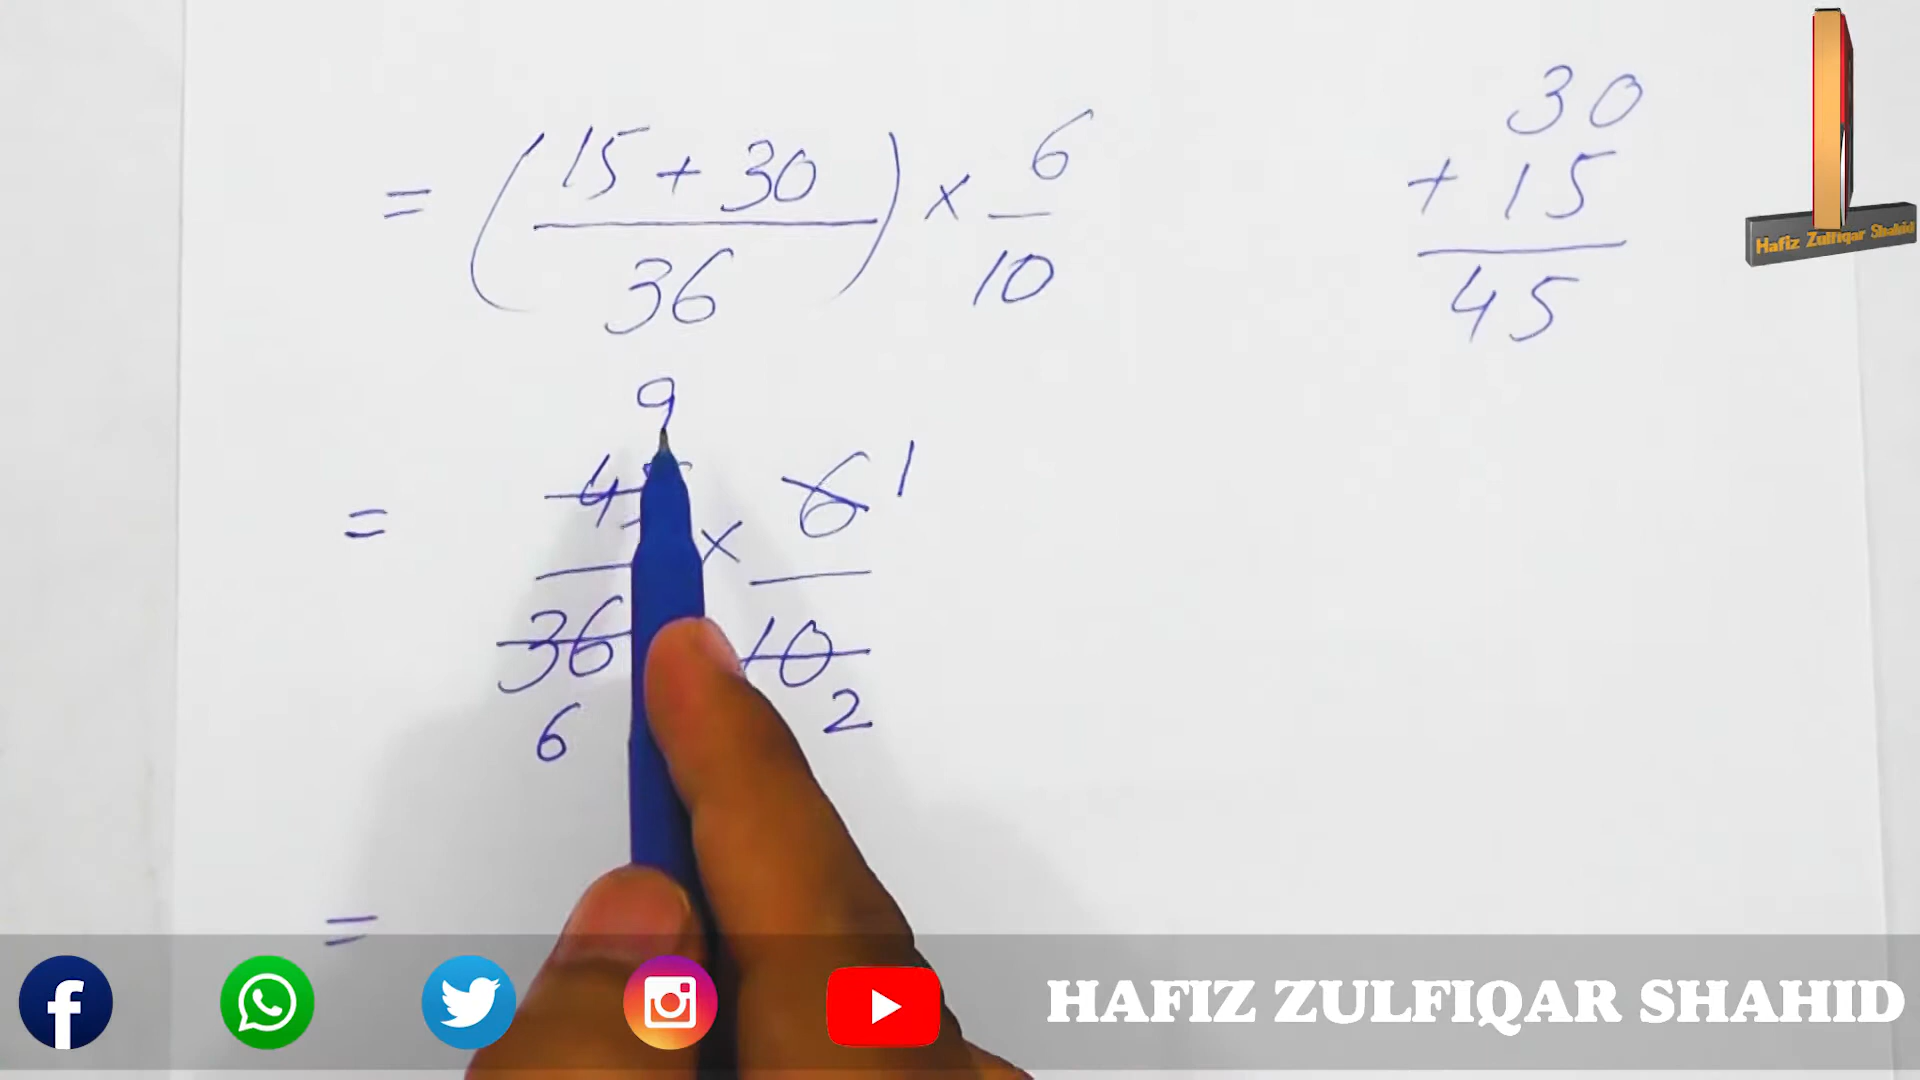 = (15 + 30 / 36) × 6 / 10
30
+ 15
45
9
= 45 / 36 × 6 / 10
1
6
2
=
Hafiz Zulfiqar Shahid
HAFIZ ZULFIQAR SHAHID